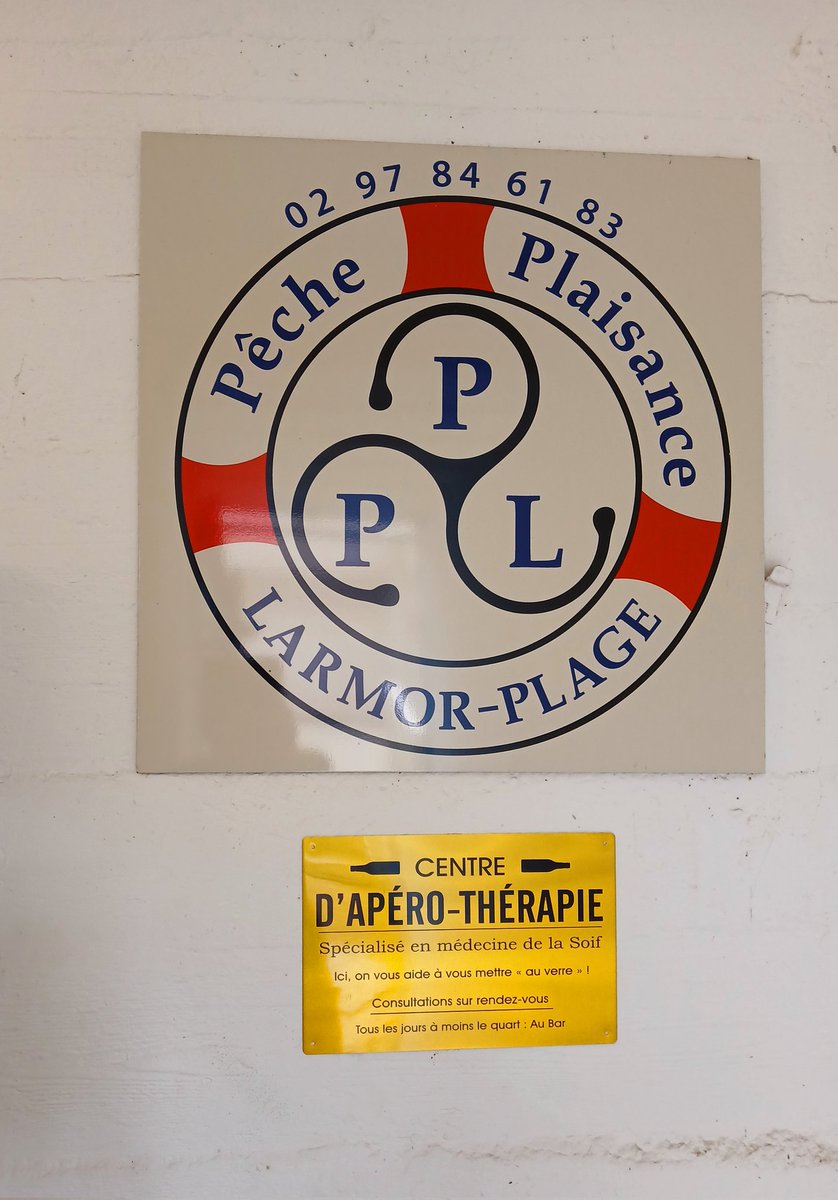 02 97 84 61 83
Pêche Plaisance
P
P L
LARMOR-PLAGE
CENTRE
D'APÉRO-THÉRAPIE
Spécialisé en médecine de la Soif
Ici, on vous aide à vous mettre « au verre » !
Consultations sur rendez-vous
Tous les jours à moins le quart : Au Bar